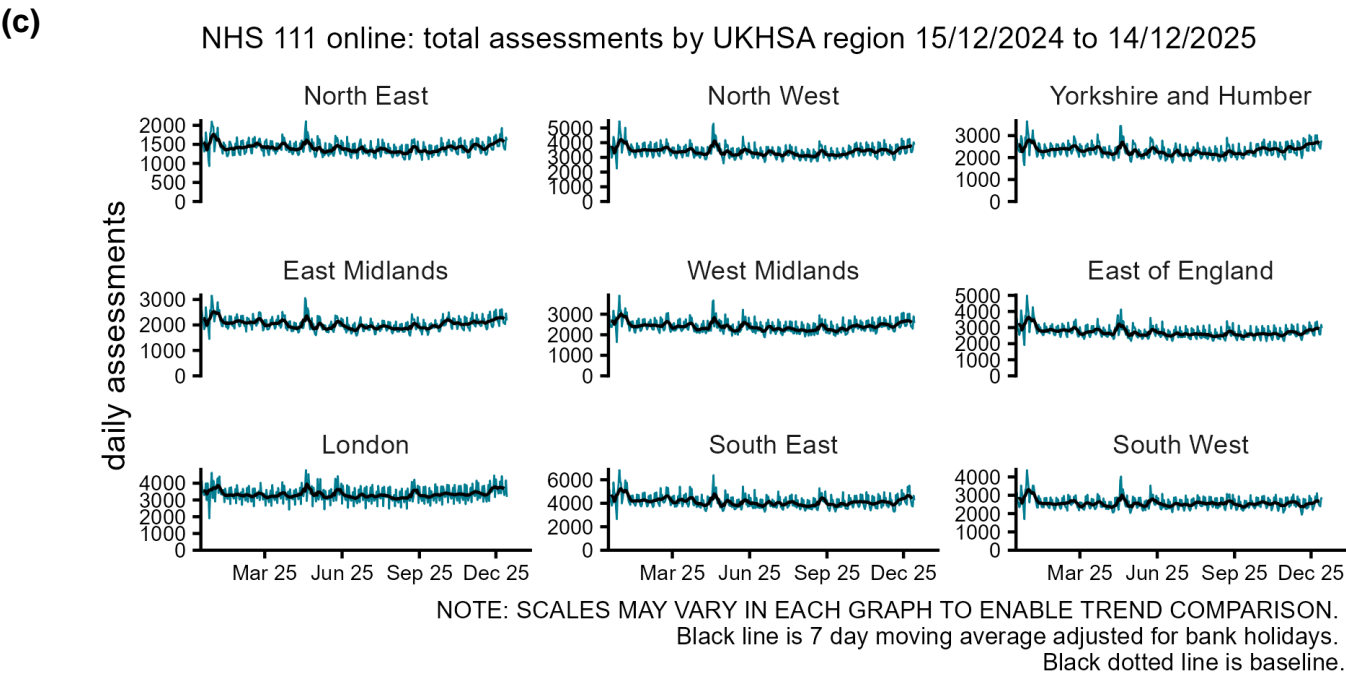 (c)
NHS 111 online: total assessments by UKHSA region 15/12/2024 to 14/12/2025
daily assessments
North East
2000
1500
1000
500
0
North West
5000
4000
3000
2000
1000
0
Yorkshire and Humber
3000
2000
1000
0
East Midlands
3000
2000
1000
0
West Midlands
3000
2000
1000
0
East of England
5000
4000
3000
2000
1000
0
London
4000
3000
2000
1000
0
Mar 25 Jun 25 Sep 25 Dec 25
South East
6000
4000
2000
0
Mar 25 Jun 25 Sep 25 Dec 25
South West
4000
3000
2000
1000
0
Mar 25 Jun 25 Sep 25 Dec 25
NOTE: SCALES MAY VARY IN EACH GRAPH TO ENABLE TREND COMPARISON.
Black line is 7 day moving average adjusted for bank holidays.
Black dotted line is baseline.